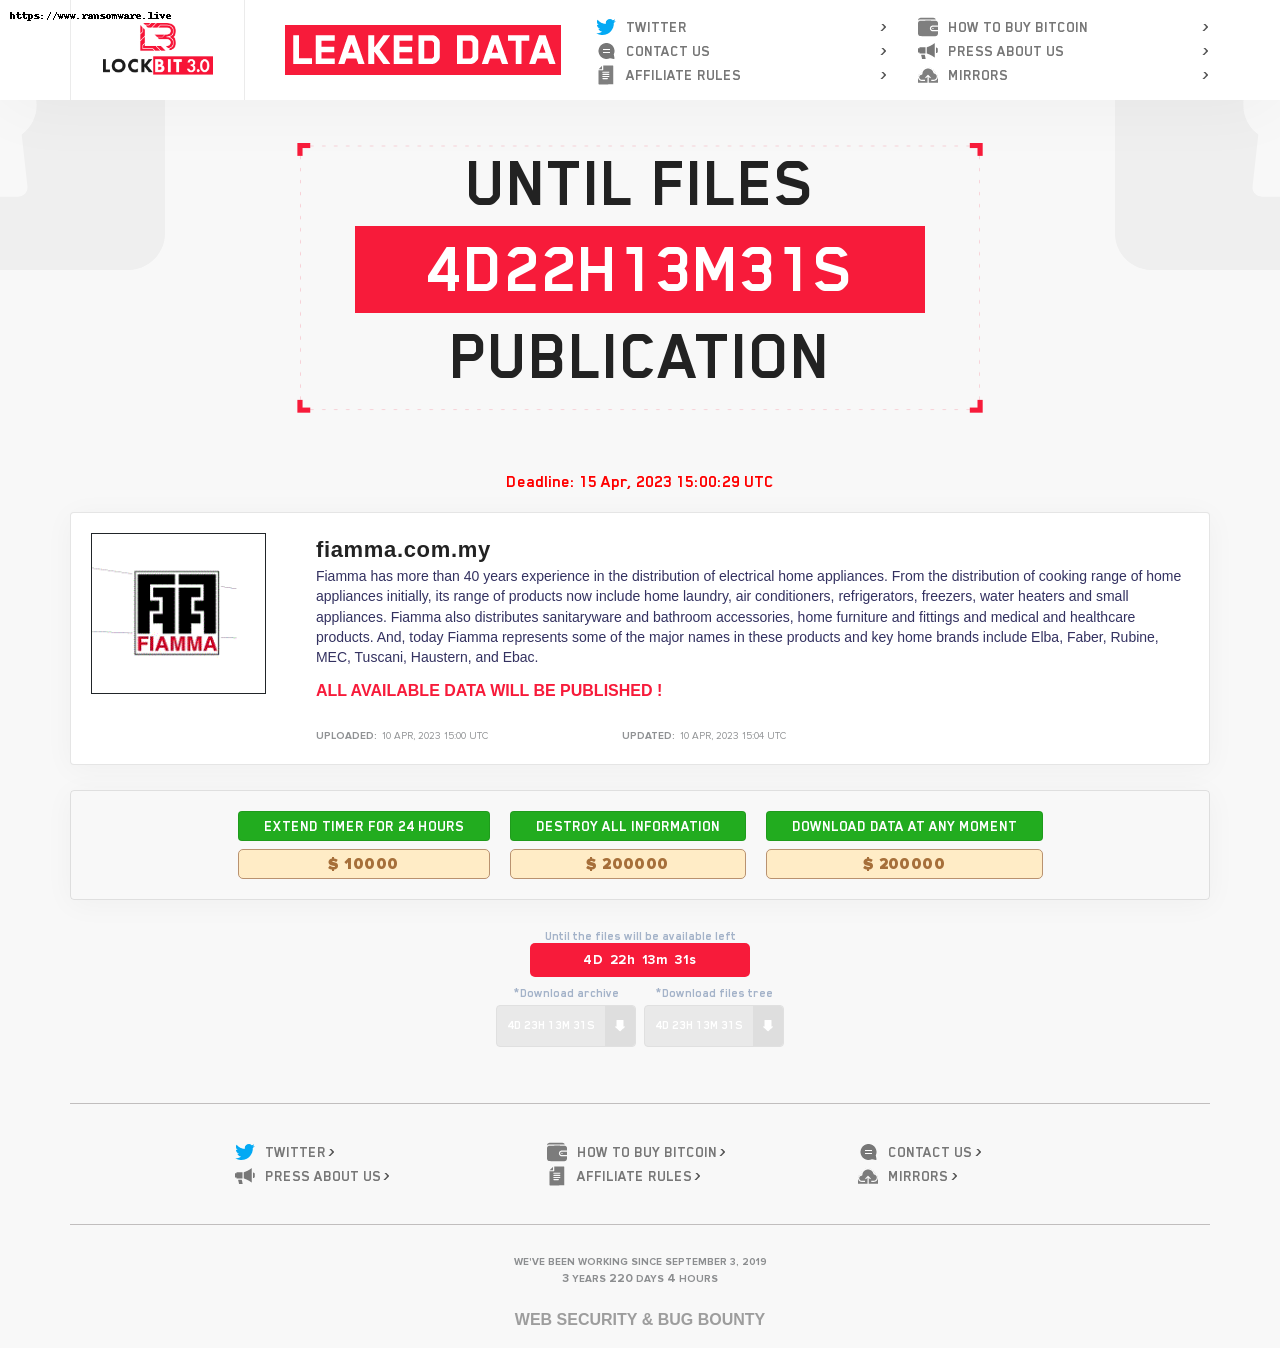 https://www.ransomware.live
LOCKBIT 3.0
LEAKED DATA
TWITTER
CONTACT US
AFFILIATE RULES
HOW TO BUY BITCOIN
PRESS ABOUT US
MIRRORS
UNTIL FILES
4D22H13M31S
PUBLICATION
Deadline: 15 Apr, 2023 15:00:29 UTC
FIAMMA
fiamma.com.my
Fiamma has more than 40 years experience in the distribution of electrical home appliances. From the distribution of cooking range of home
appliances initially, its range of products now include home laundry, air conditioners, refrigerators, freezers, water heaters and small
appliances. Fiamma also distributes sanitaryware and bathroom accessories, home furniture and fittings and medical and healthcare
products. And, today Fiamma represents some of the major names in these products and key home brands include Elba, Faber, Rubine,
MEC, Tuscani, Haustern, and Ebac.
ALL AVAILABLE DATA WILL BE PUBLISHED !
UPLOADED: 10 APR, 2023 15:00 UTC UPDATED: 10 APR, 2023 15:04 UTC
EXTEND TIMER FOR 24 HOURS
$ 10000
DESTROY ALL INFORMATION
$ 200000
DOWNLOAD DATA AT ANY MOMENT
$ 200000
Until the files will be available left
4D 22h 13m 31s
*Download archive
4D 23H 13M 31S
*Download files tree
4D 23H 13M 31S
TWITTER
PRESS ABOUT US
HOW TO BUY BITCOIN
AFFILIATE RULES
CONTACT US
MIRRORS
WE'VE BEEN WORKING SINCE SEPTEMBER 3, 2019
3 YEARS 220 DAYS 4 HOURS
WEB SECURITY & BUG BOUNTY